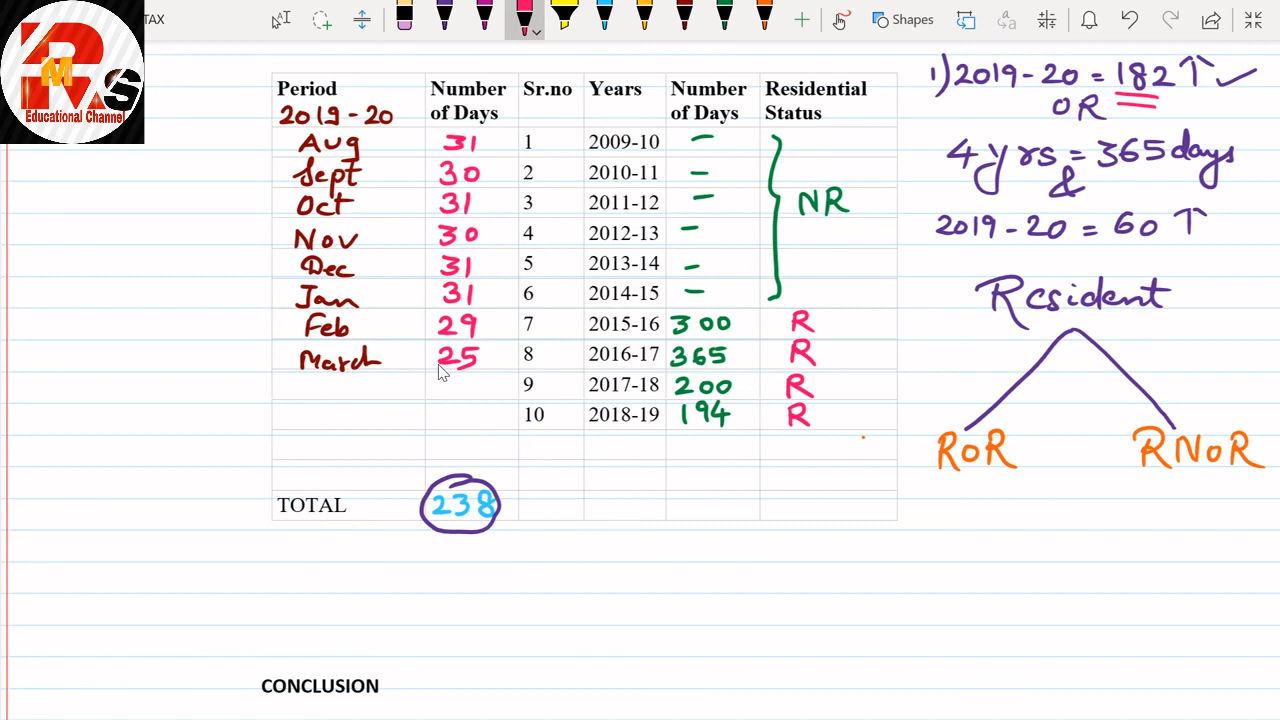 TAX
Shapes
RMS
Educational Channel
Period Number of Days Sr.no Years Number of Days Residential Status
2019-20
Aug 31 1 2009-10 -
Sept 30 2 2010-11 -
Oct 31 3 2011-12 -
Nov 30 4 2012-13 -
Dec 31 5 2013-14 -
Jan 31 6 2014-15 -
NR
Feb 29 7 2015-16 300 R
March 25 8 2016-17 365 R
9 2017-18 200 R
10 2018-19 194 R
TOTAL 238
1) 2019-20 = 182 ↑ ✓
OR
4 yrs = 365 days
&
2019-20 = 60 ↑
Resident
ROR RNOR
CONCLUSION